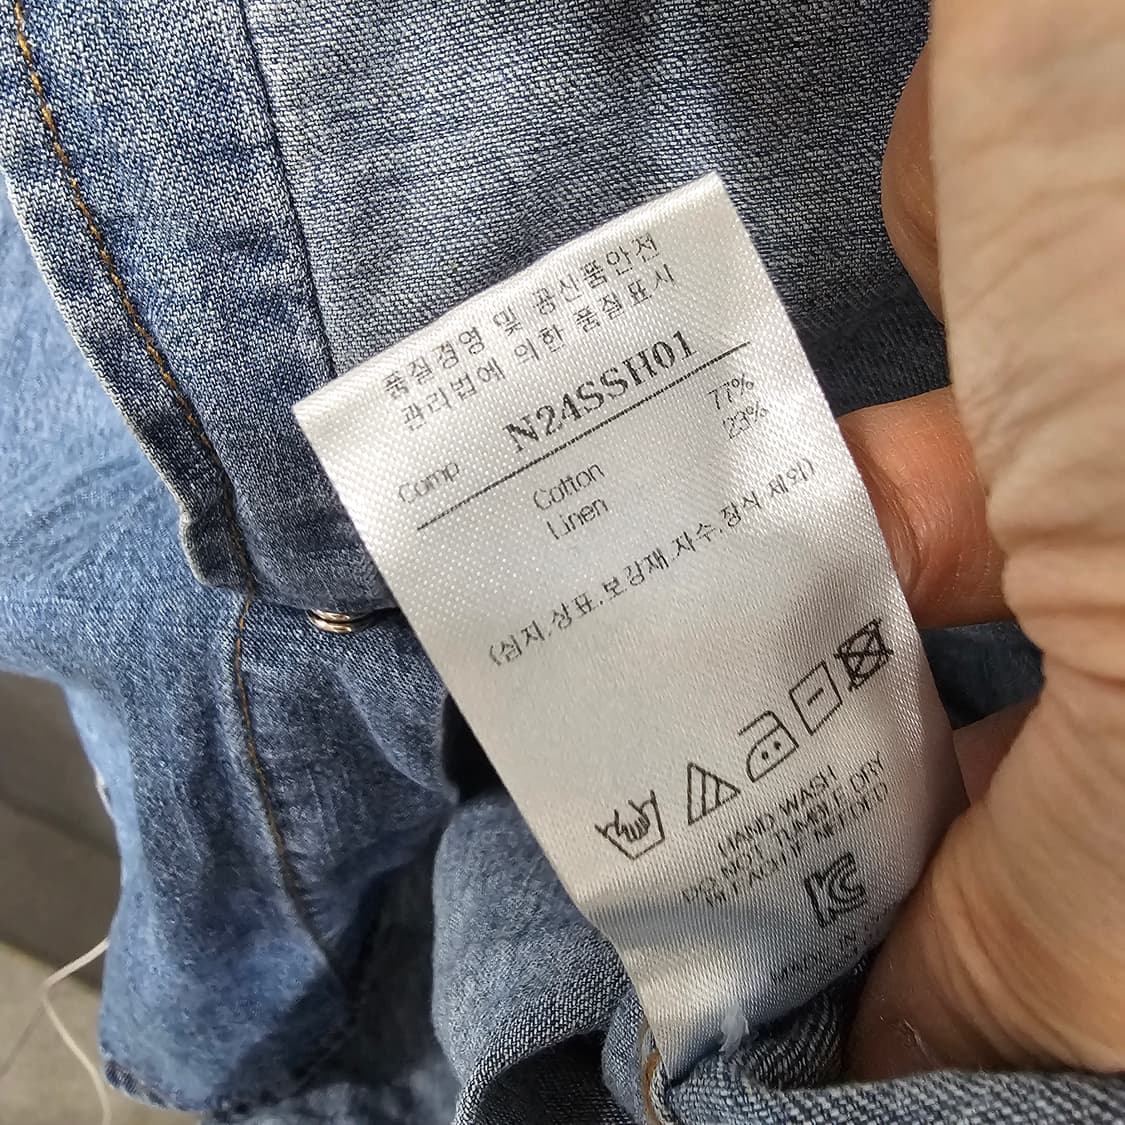 품질경영 및 공산품안전
관리법에 의한 품질표시
N24SSH01
Comp
Cotton 77%
Linen 23%
(심지,상표,보강재,자수,장식 제외)
HAND WASH
DO NOT TUMBLE DRY
IF NEEDED